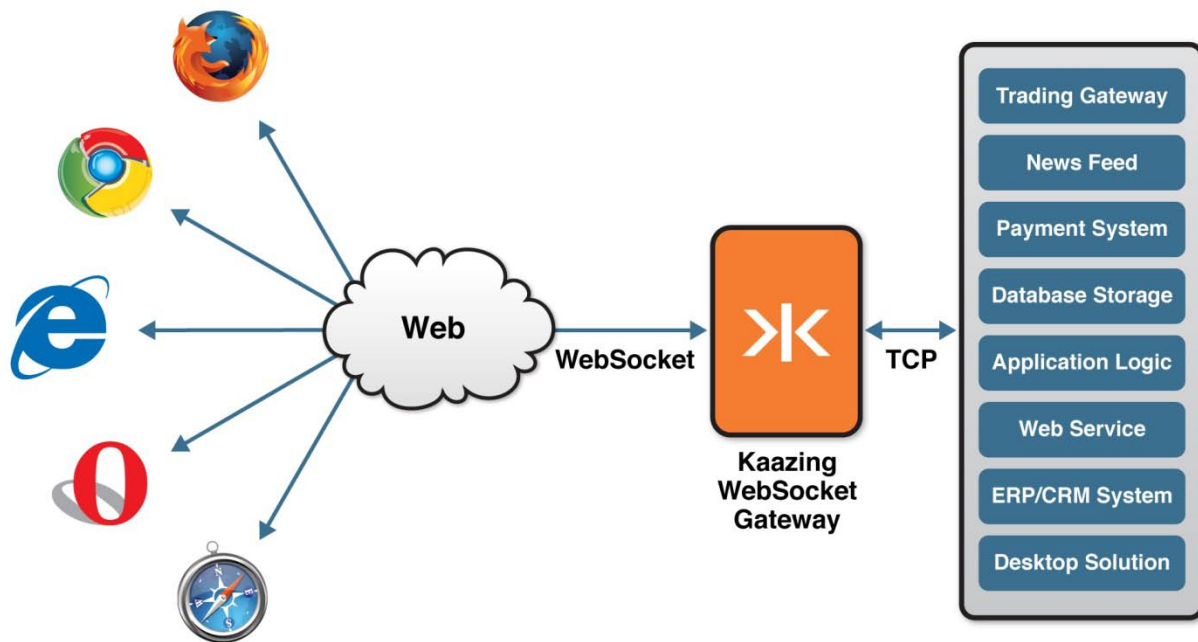 Web
WebSocket
Kaazing
WebSocket
Gateway
TCP
Trading Gateway
News Feed
Payment System
Database Storage
Application Logic
Web Service
ERP/CRM System
Desktop Solution